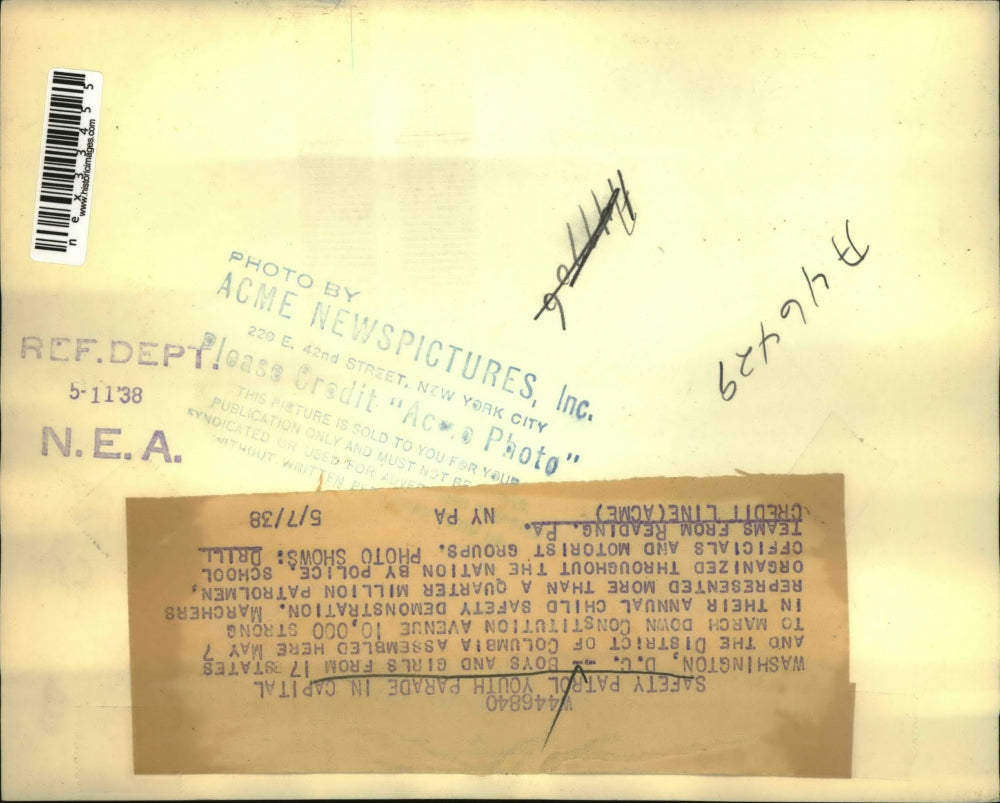 nex3345 5
www.historicimages.com
PHOTO BY
ACME NEWSPICTURES, Inc.
220 E. 42nd STREET, NEW YORK CITY
Please Credit "Acme Photo"
THIS PICTURE IS SOLD TO YOU FOR YOUR
PUBLICATION ONLY AND MUST NOT BE
SYNDICATED OR USED FOR
WITHOUT WRITTEN
REF. DEPT.
5-11'38
N.E.A.
A46429
W446840
SAFETY PATROL YOUTH PARADE IN CAPITAL
WASHINGTON, D.C. -- BOYS AND GIRLS FROM 17 STATES
AND THE DISTRICT OF COLUMBIA ASSEMBLED HERE MAY 7
TO MARCH DOWN CONSTITUTION AVENUE 10,000 STRONG
IN THEIR ANNUAL CHILD SAFETY DEMONSTRATION. MARCHERS
REPRESENTED MORE THAN A QUARTER MILLION PATROLMEN,
ORGANIZED THROUGHOUT THE NATION BY POLICE, SCHOOL
OFFICIALS AND MOTORIST GROUPS. PHOTO SHOWS: DRILL
TEAMS FROM READING, PA.
CREDIT LINE(ACME) NY PA 5/7/38